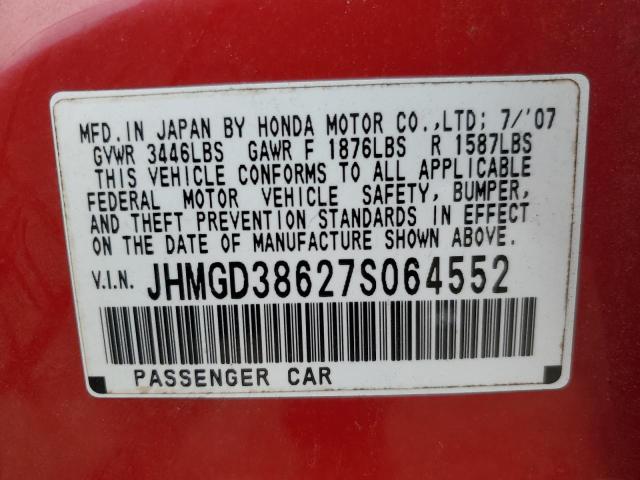 MFD.IN JAPAN BY HONDA MOTOR CO.,LTD; 7/'07
GVWR 3446LBS GAWR F 1876LBS R 1587LBS
THIS VEHICLE CONFORMS TO ALL APPLICABLE
FEDERAL MOTOR VEHICLE SAFETY, BUMPER,
AND THEFT PREVENTION STANDARDS IN EFFECT
ON THE DATE OF MANUFACTURE SHOWN ABOVE.
V.I.N. JHMGD38627S064552
PASSENGER CAR